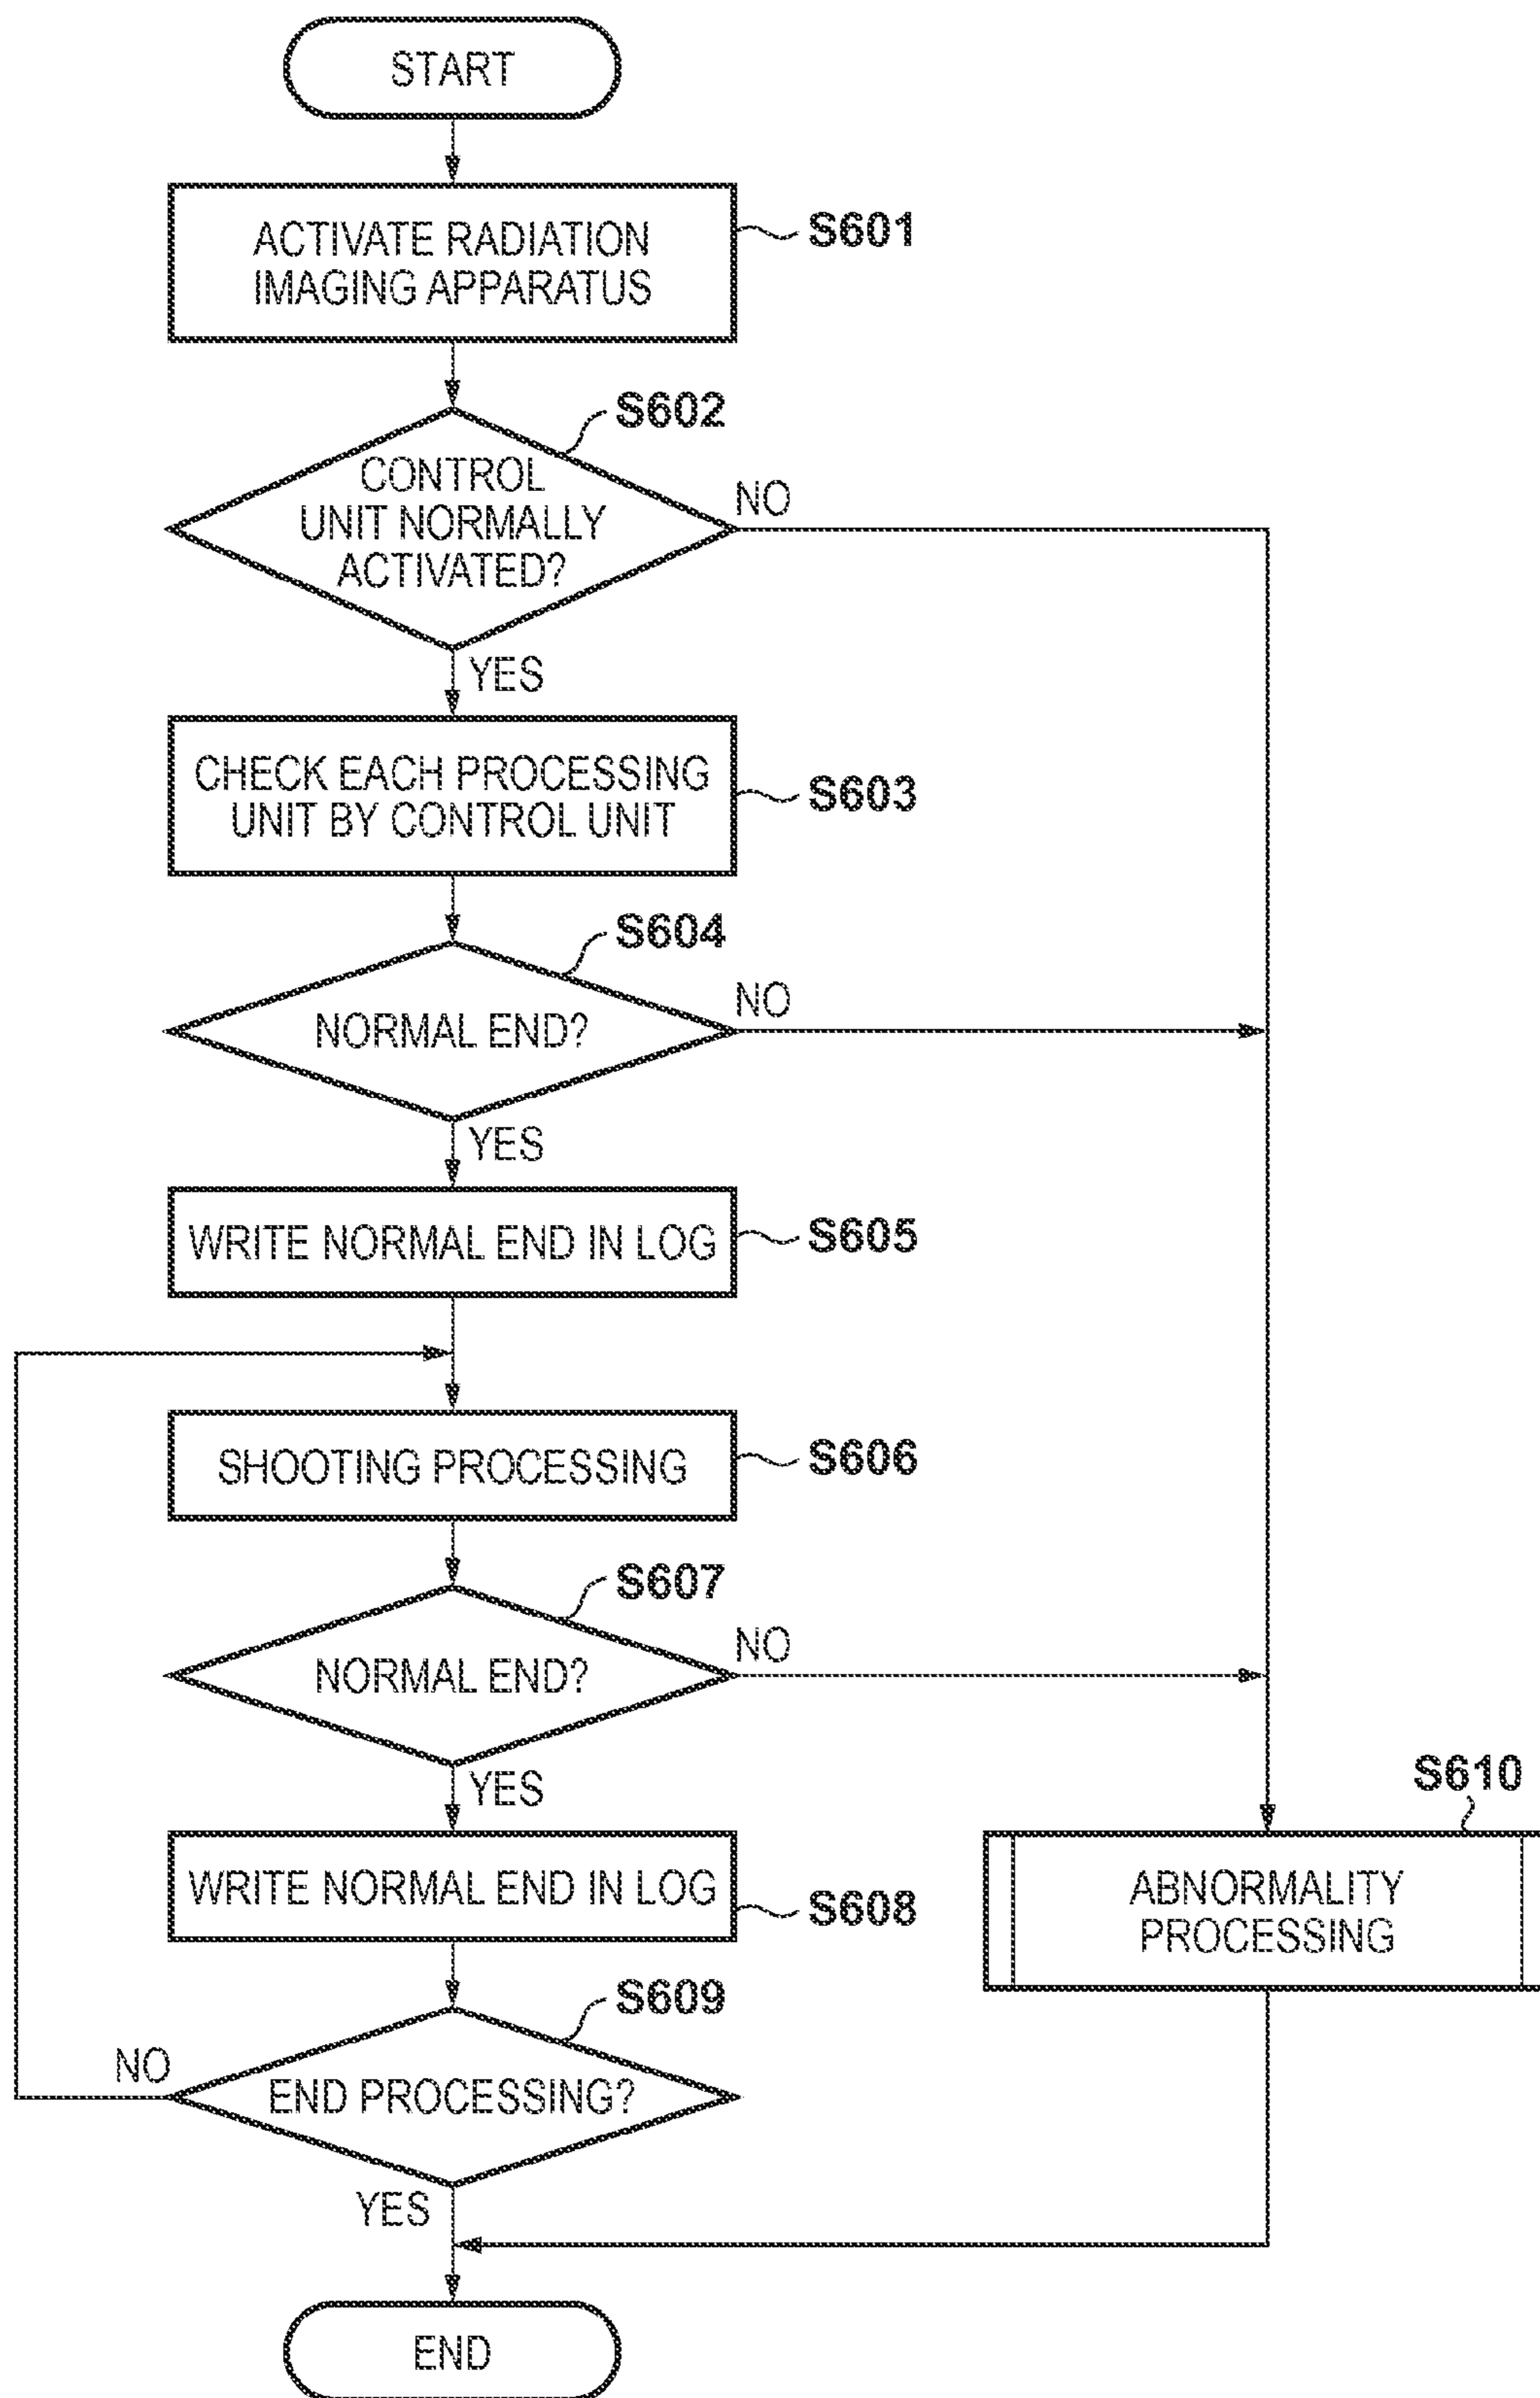 START
ACTIVATE RADIATION
IMAGING APPARATUS
S601
S602
CONTROL
UNIT NORMALLY
ACTIVATED?
NO
YES
CHECK EACH PROCESSING
UNIT BY CONTROL UNIT
S603
S604
NORMAL END?
NO
YES
WRITE NORMAL END IN LOG
S605
SHOOTING PROCESSING
S606
S607
NORMAL END?
NO
YES
S610
WRITE NORMAL END IN LOG
S608
ABNORMALITY
PROCESSING
S609
NO
END PROCESSING?
YES
END